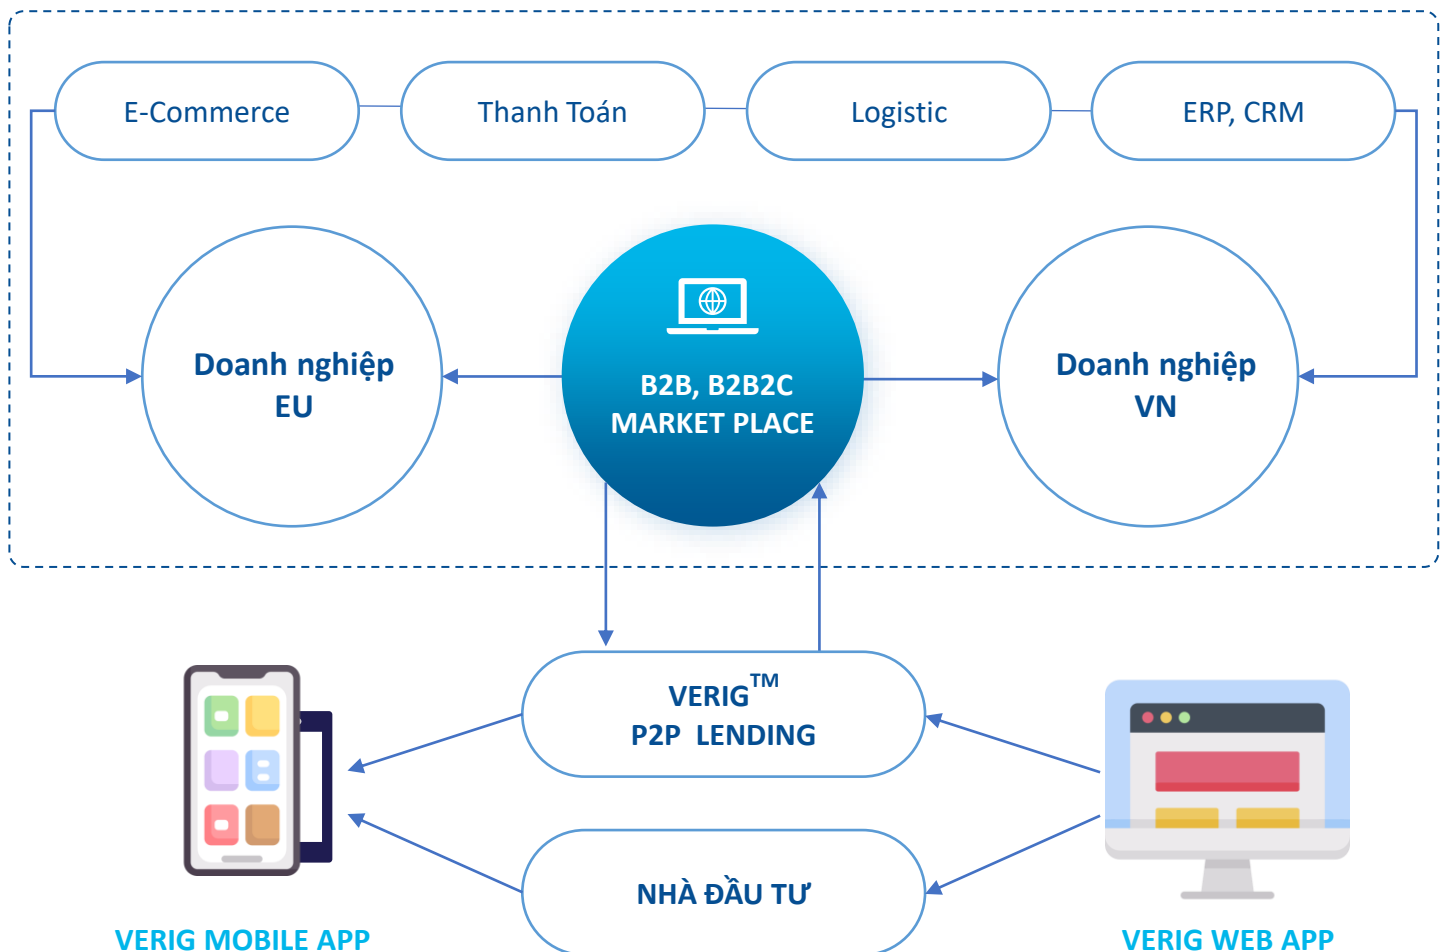 E-Commerce
Thanh Toán
Logistic
ERP, CRM
Doanh nghiệp
EU
B2B, B2B2C
MARKET PLACE
Doanh nghiệp
VN
VERIG™
P2P LENDING
NHÀ ĐẦU TƯ
VERIG MOBILE APP
VERIG WEB APP